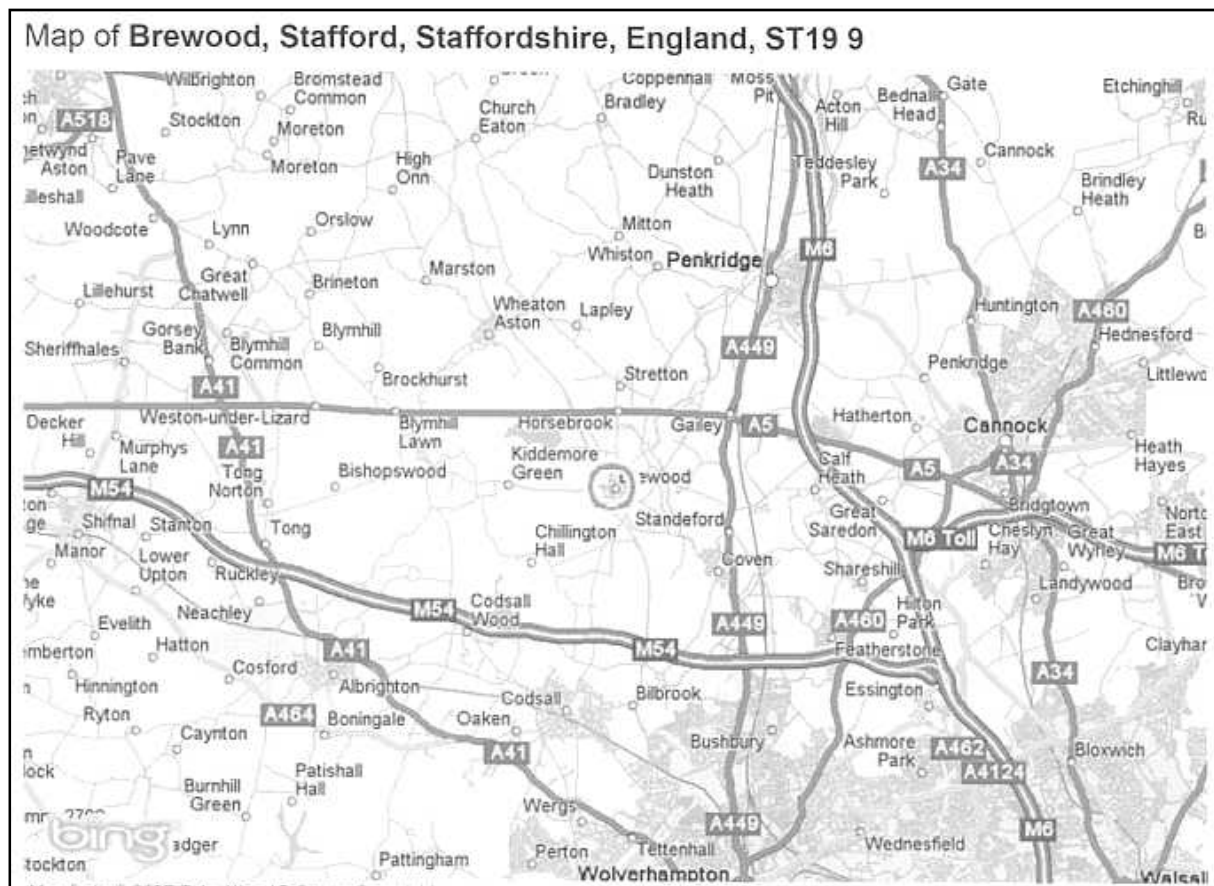 Map of Brewood, Stafford, Staffordshire, England, ST19 9
Wilbrighton
Bromstead
Common
Coppenhall
Moss
Pit
Gate
Etchinghill
A518
Stockton
Moreton
Church
Eaton
Bradley
Acton
Hill
Bednall
Head
Aston
Pave
Lane
Moreton
High
Onn
Dunston
Heath
Teddesley
Park
A34
Cannock
Brindley
Heath
Woodcote
Lynn
Orslow
Mitton
Whiston
Penkridge
M6
Great
Chatwell
Brineton
Marston
Lillehurst
Wheaton
Aston
Lapley
Huntington
A460
Hednesford
Gorsey
Bank
Blymhill
Common
Blymhill
Sheriffhales
A449
Penkridge
A41
Brockhurst
Stretton
Weston-under-Lizard
Blymhill
Lawn
Horsebrook
Gailey
A5
Hatherton
Cannock
Decker
Hill
Murphys
Lane
A41
Kiddemore
Green
Heath
Hayes
Tong
Norton
Bishopswood
ewood
Calf
Heath
A5
A34
M54
Bridgtown
Shifnal
Stanton
Tong
Standeford
Great
Saredon
Chillington
Hall
M6 Toll
Cheslyn
Hay
Great
Wyrley
East
Manor
Lower
Upton
Ruckley
Coven
Shareshill
Landywood
Neachley
M54
Codsall
Wood
A449
A460
Hilton
Park
Evelith
Hatton
A41
M54
Featherstone
A34
Hinnington
Cosford
Albrighton
Codsall
Bilbrook
Essington
Ryton
A464
Boningale
Oaken
Caynton
A41
Bushbury
Ashmore
Park
A462
Bloxwich
A4124
Burnhill
Green
Patishall
Hall
Wergs
A449
M6
bing
Wednesfield
Tettenhall
Perton
Pattingham
Wolverhampton
Walsall